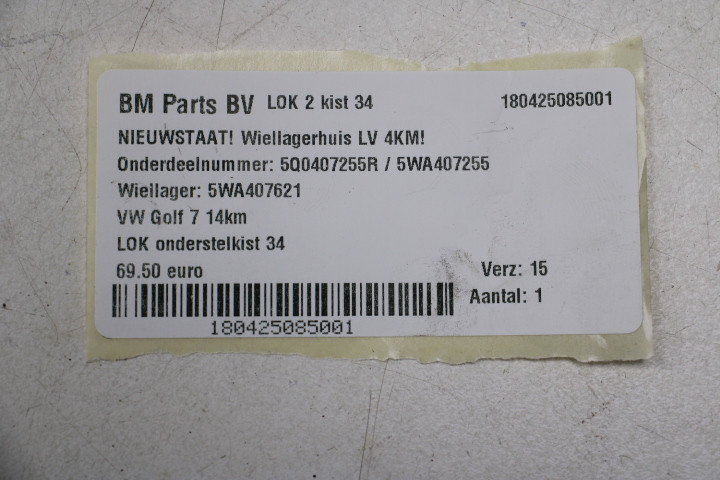 BM Parts BV LOK 2 kist 34 180425085001
NIEUWSTAAT! Wiellagerhuis LV 4KM!
Onderdeelnummer: 5Q0407255R / 5WA407255
Wiellager: 5WA407621
VW Golf 7 14km
LOK onderstelkist 34
69.50 euro Verz: 15
Aantal: 1
180425085001